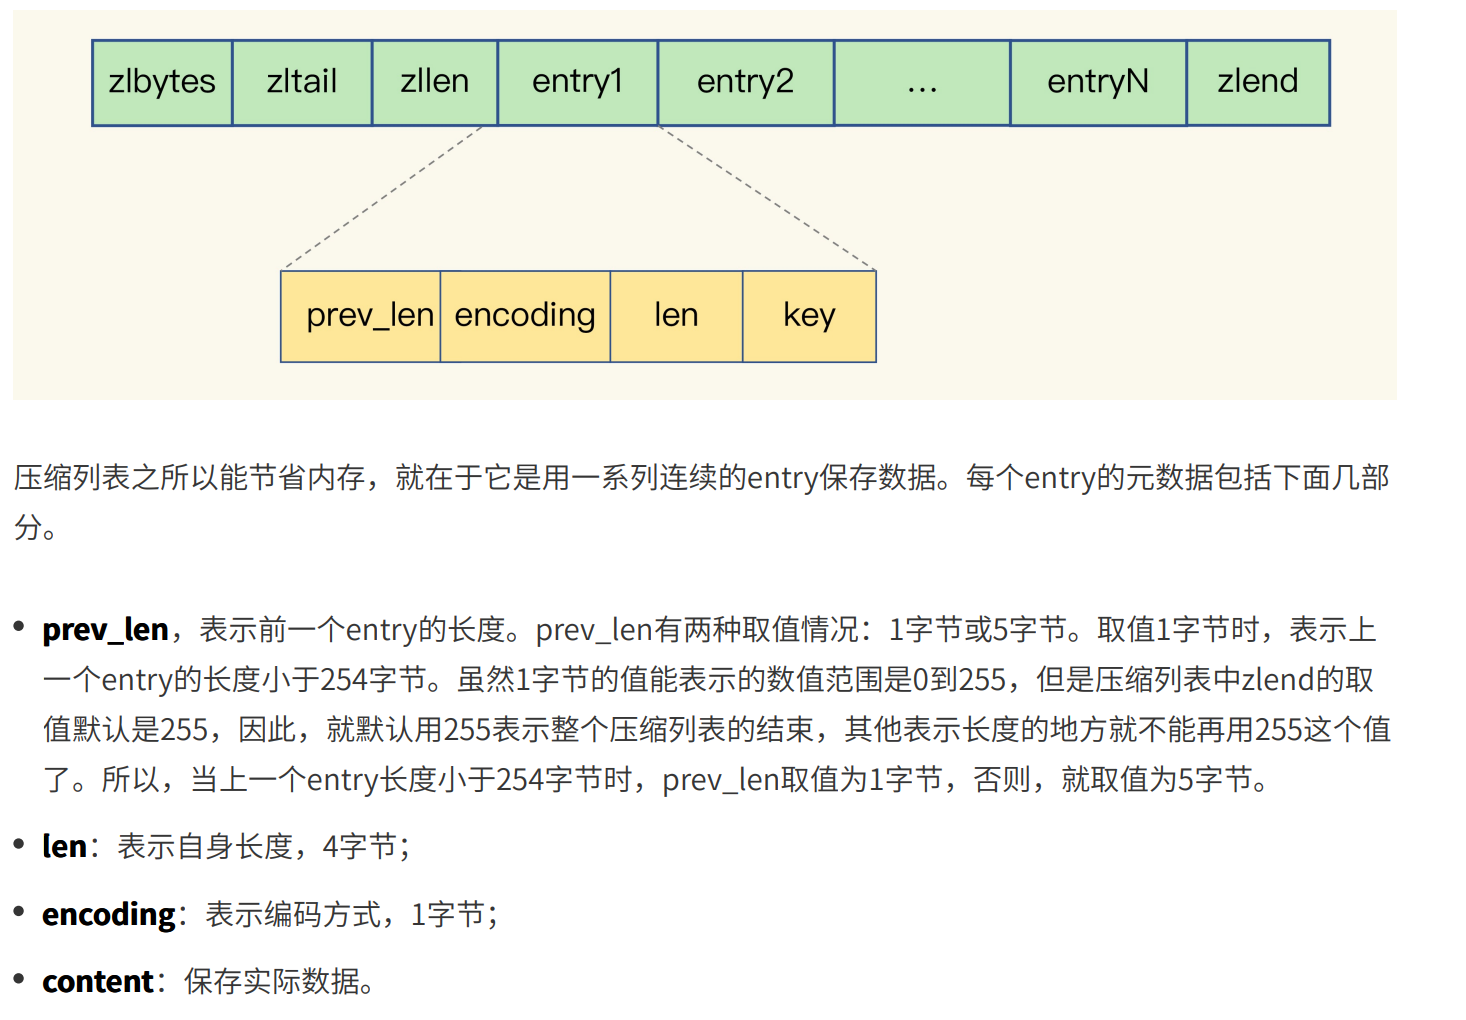 zlbytes zltail zllen entry1 entry2 ... entryN zlend
prev_len encoding len key
压缩列表之所以能节省内存，就在于它是用一系列连续的entry保存数据。每个entry的元数据包括下面几部
分。
• prev_len，表示前一个entry的长度。prev_len有两种取值情况：1字节或5字节。取值1字节时，表示上
一个entry的长度小于254字节。虽然1字节的值能表示的数值范围是0到255，但是压缩列表中zlend的取
值默认是255，因此，就默认用255表示整个压缩列表的结束，其他表示长度的地方就不能再用255这个值
了。所以，当上一个entry长度小于254字节时，prev_len取值为1字节，否则，就取值为5字节。
• len：表示自身长度，4字节；
• encoding：表示编码方式，1字节；
• content：保存实际数据。